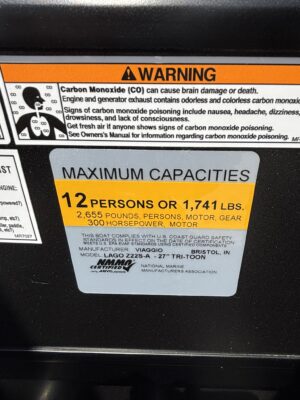 WARNING
Carbon Monoxide (CO) can cause brain damage or death.
Engine and generator exhaust contains odorless and colorless carbon monoxide
Signs of carbon monoxide poisoning include nausea, headache, dizziness,
drowsiness, and lack of consciousness.
Get fresh air if anyone shows signs of carbon monoxide poisoning.
See Owner's Manual for information regarding carbon monoxide poisoning.
MAXIMUM CAPACITIES
12 PERSONS OR 1,741 LBS.
2,655 POUNDS, PERSONS, MOTOR, GEAR
300 HORSEPOWER, MOTOR
THIS BOAT COMPLIES WITH U.S. COAST GUARD SAFETY
STANDARDS IN EFFECT ON THE DATE OF CERTIFICATION
MANUFACTURER: VIAGGIO BRISTOL, IN
MODEL: LAGO Z22S-A - 27" TRI-TOON
NMMA
CERTIFIED
NATIONAL MARINE
MANUFACTURERS ASSOCIATION